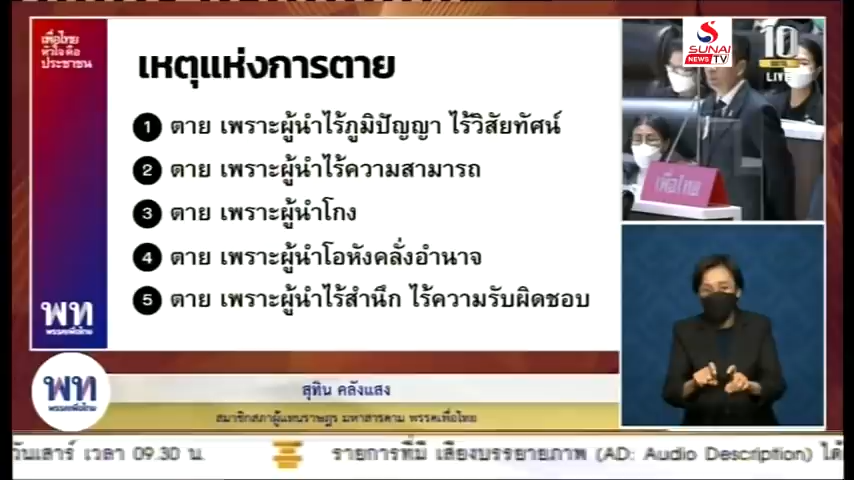 เพื่อไทย
หัวใจ คือ
ประชาชน
เหตุแห่งการตาย
1 ตาย เพราะผู้นำไร้ภูมิปัญญา ไร้วิสัยทัศน์
2 ตาย เพราะผู้นำไร้ความสามารถ
3 ตาย เพราะผู้นำโกง
4 ตาย เพราะผู้นำโอหังคลั่งอำนาจ
5 ตาย เพราะผู้นำไร้สำนึก ไร้ความรับผิดชอบ
พท
พรรคเพื่อไทย
SUNAI
NEWS TV
10
LIVE
เพื่อไทย
พท
พรรคเพื่อไทย
สุทิน คลังแสง
สมาชิกสภาผู้แทนราษฎร มหาสารคาม พรรคเพื่อไทย
วันเสาร์ เวลา 09.30 น. รายการที่มี เสียงบรรยายภาพ (AD: Audio Description) ได้